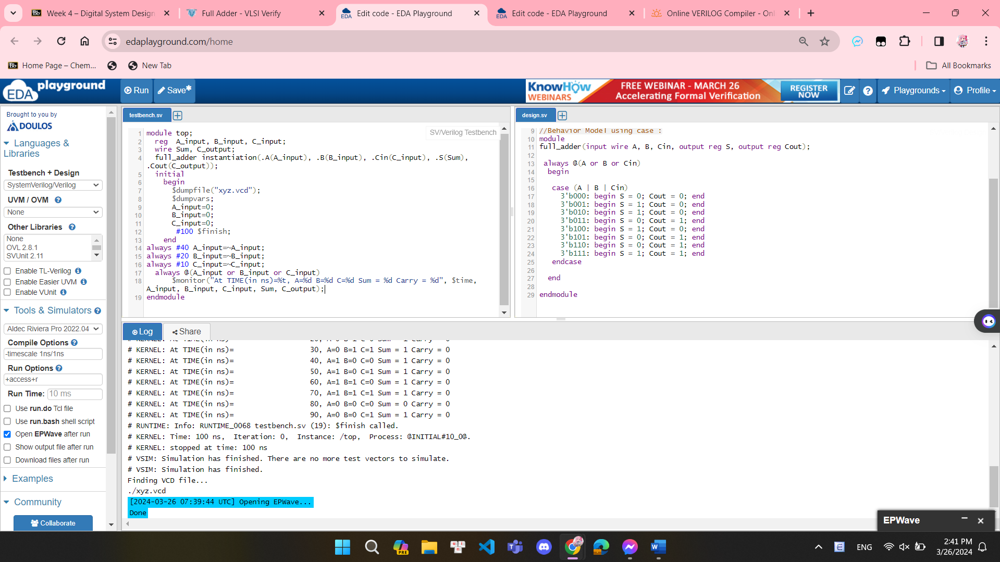 Week 4 – Digital System Design
Full Adder - VLSI Verify
Edit code - EDA Playground
Edit code - EDA Playground
Online VERILOG Compiler - Onl
edaplayground.com/home
Bb Home Page – Chem...
New Tab
All Bookmarks
EDA playground
Run
Save*
KnowHow WEBINARS
FREE WEBINAR - MARCH 26
Accelerating Formal Verification
REGISTER NOW
Playgrounds
Profile
Brought to you by
DOULOS
Languages & Libraries
Testbench + Design
SystemVerilog/Verilog
UVM / OVM
None
Other Libraries
None
OVL 2.8.1
SVUnit 2.11
Enable TL-Verilog
Enable Easier UVM
Enable VUnit
Tools & Simulators
Aldec Riviera Pro 2022.04
Compile Options
-timescale 1ns/1ns
Run Options
+access+r
Run Time: 10 ms
Use run.do Tcl file
Use run.bash shell script
Open EPWave after run
Show output file after run
Download files after run
Examples
Community
Collaborate
testbench.sv
SV/Verilog Testbench
1 module top;
2 reg A_input, B_input, C_input;
3 wire Sum, C_output;
4 full_adder instantiation(.A(A_input), .B(B_input), .Cin(C_input), .S(Sum),
.Cout(C_output));
5 initial
6 begin
7 $dumpfile("xyz.vcd");
8 $dumpvars;
9 A_input=0;
10 B_input=0;
11 C_input=0;
12 #100 $finish;
13 end
14 always #40 A_input=~A_input;
15 always #20 B_input=~B_input;
16 always #10 C_input=~C_input;
17 always @(A_input or B_input or C_input)
18 $monitor("At TIME(in ns)=%t, A=%d B=%d C=%d Sum = %d Carry = %d", $time,
A_input, B_input, C_input, Sum, C_output);
19 endmodule
design.sv
9 //Behavior Model using case :
10 module
11 full_adder(input wire A, B, Cin, output reg S, output reg Cout);
12
13 always @(A or B or Cin)
14 begin
15
16 case (A | B | Cin)
17 3'b000: begin S = 0; Cout = 0; end
18 3'b001: begin S = 1; Cout = 0; end
19 3'b010: begin S = 1; Cout = 0; end
20 3'b011: begin S = 0; Cout = 1; end
21 3'b100: begin S = 1; Cout = 0; end
22 3'b101: begin S = 0; Cout = 1; end
23 3'b110: begin S = 0; Cout = 1; end
24 3'b111: begin S = 1; Cout = 1; end
25 endcase
26
27 end
28
29 endmodule
Log
Share
# KERNEL: At TIME(in ns)= 20, A=0 B=1 C=0 Sum = 1 Carry = 0
# KERNEL: At TIME(in ns)= 30, A=0 B=1 C=1 Sum = 1 Carry = 0
# KERNEL: At TIME(in ns)= 40, A=1 B=0 C=0 Sum = 1 Carry = 0
# KERNEL: At TIME(in ns)= 50, A=1 B=0 C=1 Sum = 1 Carry = 0
# KERNEL: At TIME(in ns)= 60, A=1 B=1 C=0 Sum = 1 Carry = 0
# KERNEL: At TIME(in ns)= 70, A=1 B=1 C=1 Sum = 1 Carry = 0
# KERNEL: At TIME(in ns)= 80, A=0 B=0 C=0 Sum = 0 Carry = 0
# KERNEL: At TIME(in ns)= 90, A=0 B=0 C=1 Sum = 1 Carry = 0
# RUNTIME: Info: RUNTIME_0068 testbench.sv (19): $finish called.
# KERNEL: Time: 100 ns, Iteration: 0, Instance: /top, Process: @INITIAL#10_0@.
# KERNEL: stopped at time: 100 ns
# VSIM: Simulation has finished. There are no more test vectors to simulate.
# VSIM: Simulation has finished.
Finding VCD file...
./xyz.vcd
[2024-03-26 07:39:44 UTC] Opening EPWave...
Done
EPWave
PRE
ENG
2:41 PM
3/26/2024